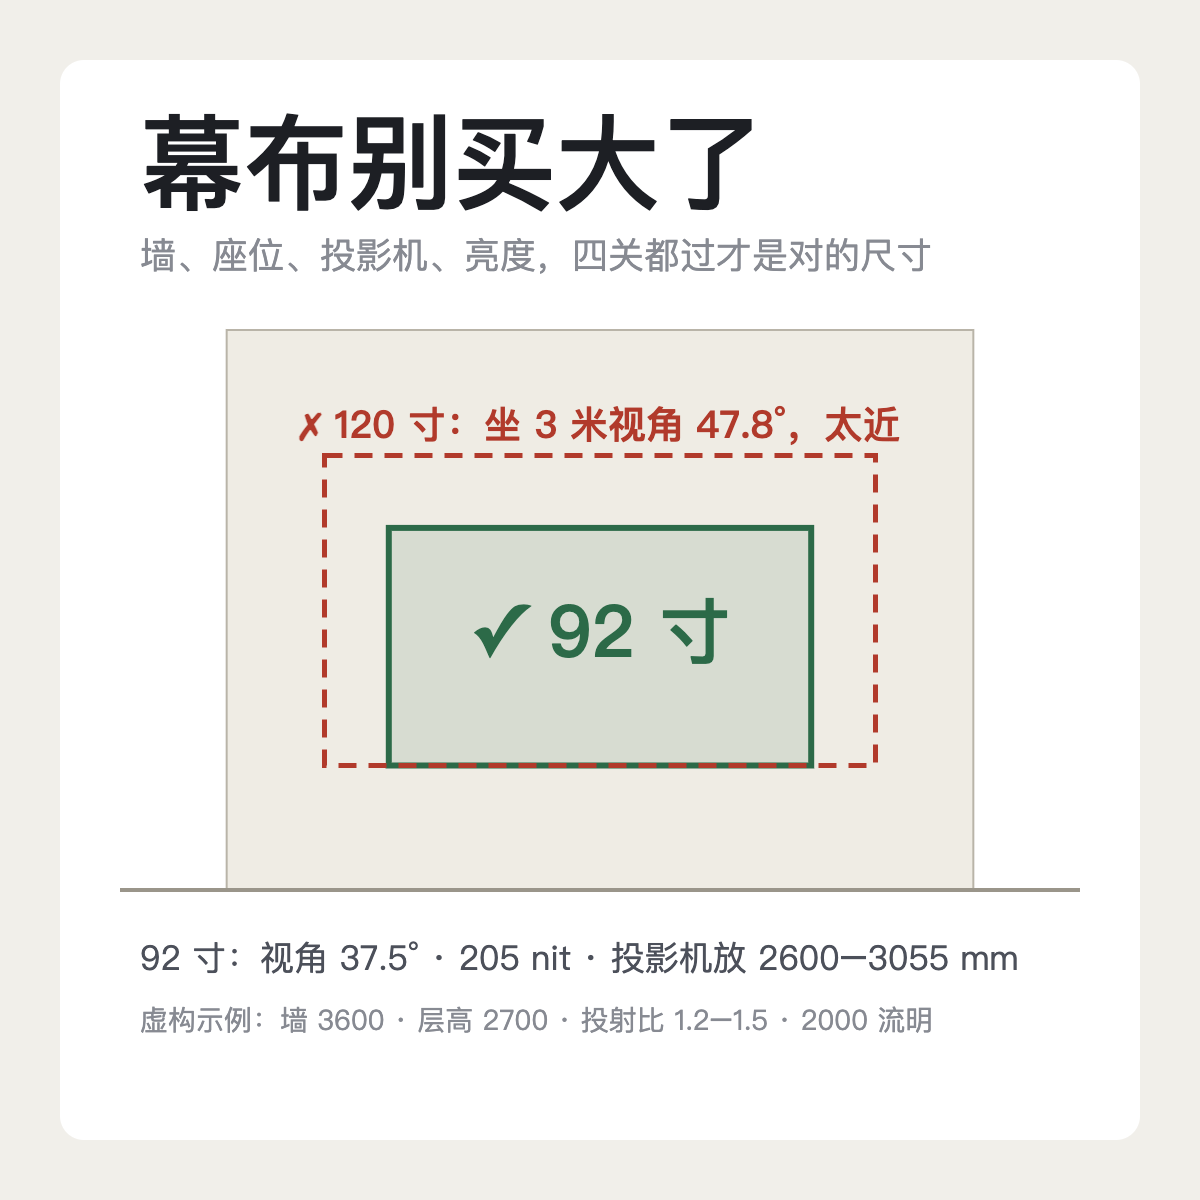 幕布别买大了
墙、座位、投影机、亮度，四关都过才是对的尺寸
✗ 120 寸：坐 3 米视角 47.8°，太近
✓ 92 寸
92 寸：视角 37.5° · 205 nit · 投影机放 2600–3055 mm
虚构示例：墙 3600 · 层高 2700 · 投射比 1.2–1.5 · 2000 流明